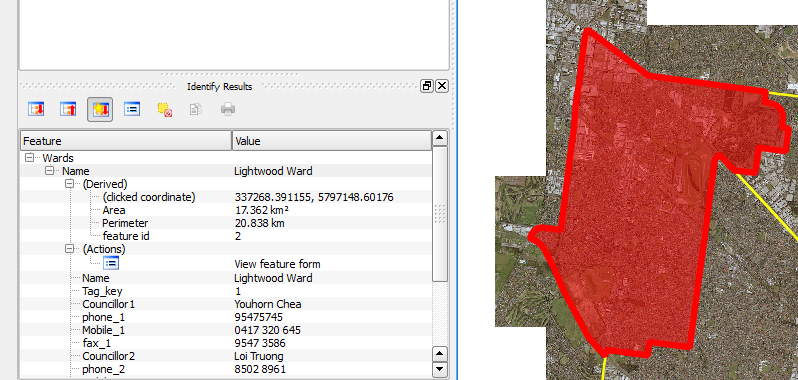 Identify Results
Feature Value
Wards
Name Lightwood Ward
(Derived)
(clicked coordinate) 337268.391155, 5797148.60176
Area 17.362 km²
Perimeter 20.838 km
feature id 2
(Actions)
View feature form
Name Lightwood Ward
Tag_key 1
Councillor1 Youhorn Chea
phone_1 95475745
Mobile_1 0417 320 645
fax_1 9547 3586
Councillor2 Loi Truong
phone_2 8502 8961